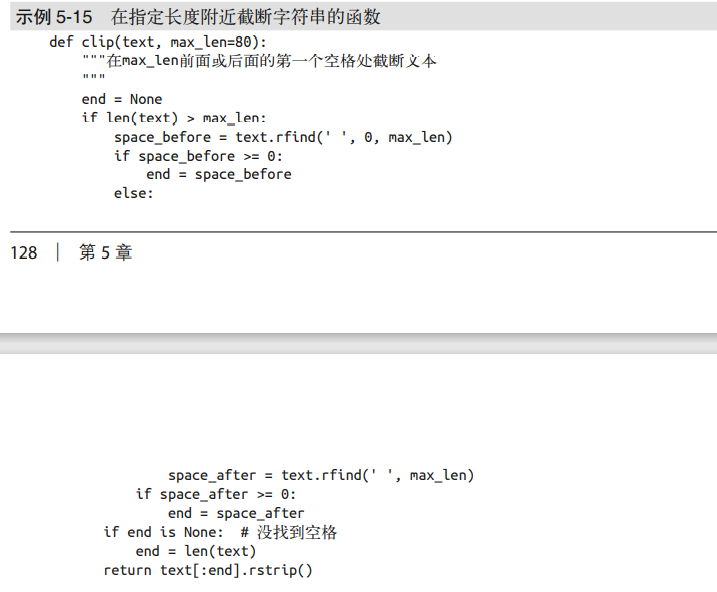 示例 5-15 在指定长度附近截断字符串的函数
def clip(text, max_len=80):
    """在max_len前面或后面的第一个空格处截断文本
    """
    end = None
    if len(text) > max_len:
        space_before = text.rfind(' ', 0, max_len)
        if space_before >= 0:
            end = space_before
        else:
128 | 第 5 章
            space_after = text.rfind(' ', max_len)
        if space_after >= 0:
            end = space_after
    if end is None:  # 没找到空格
        end = len(text)
    return text[:end].rstrip()